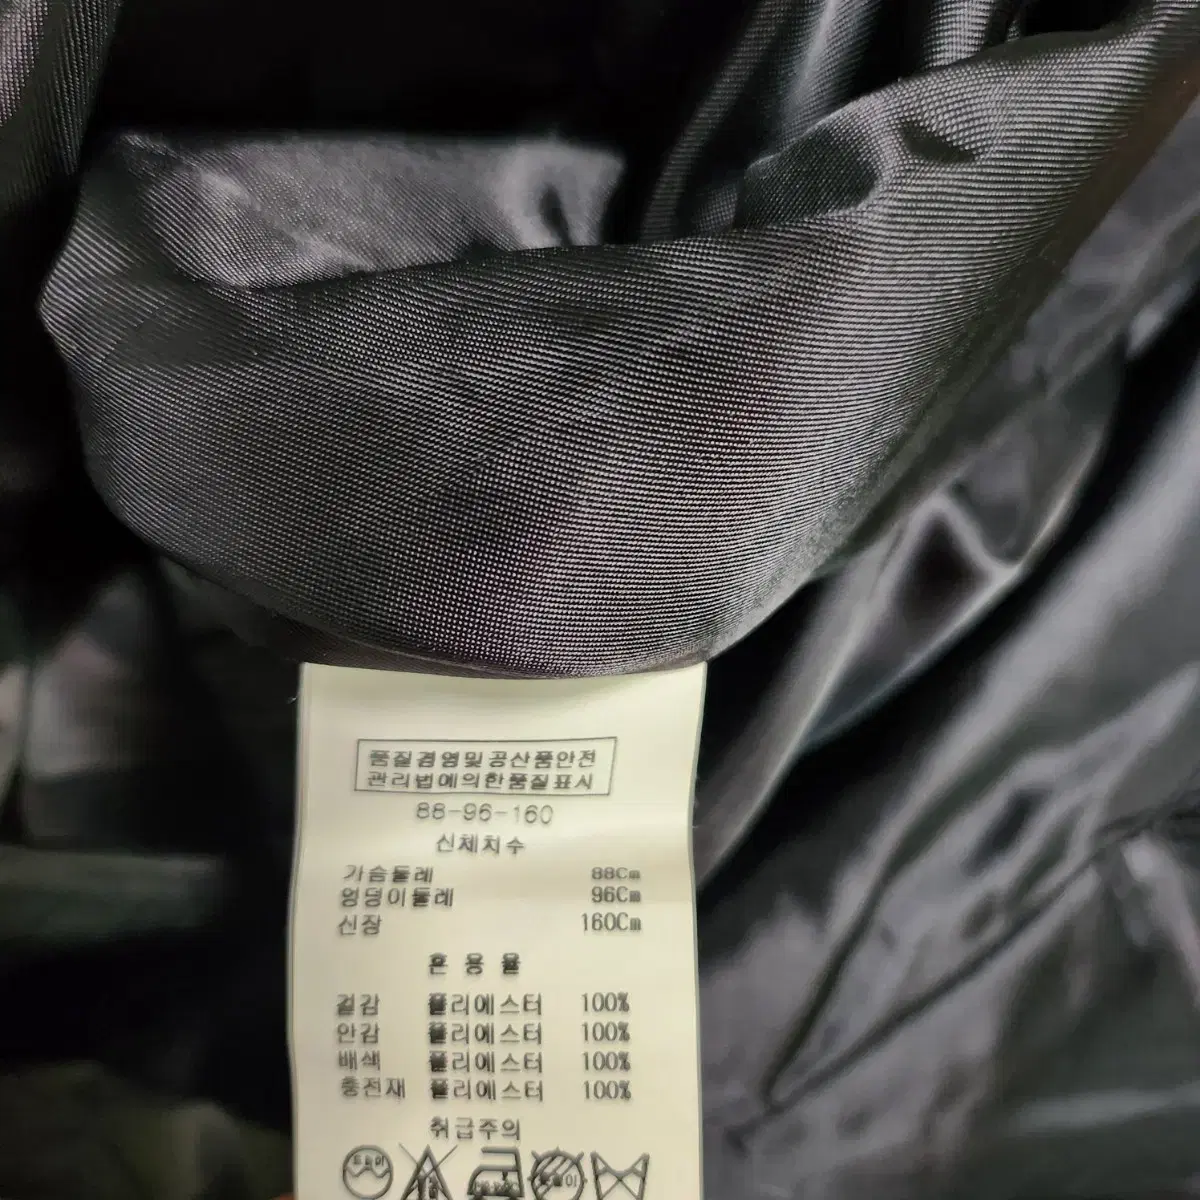 품질경영및공산품안전
관리법에의한품질표시
88-96-160
신체치수
가슴둘레 88Cm
엉덩이둘레 96Cm
신장 160Cm
혼용율
겉감 폴리에스터 100%
안감 폴리에스터 100%
배색 폴리에스터 100%
충전재 폴리에스터 100%
취급주의
드라이